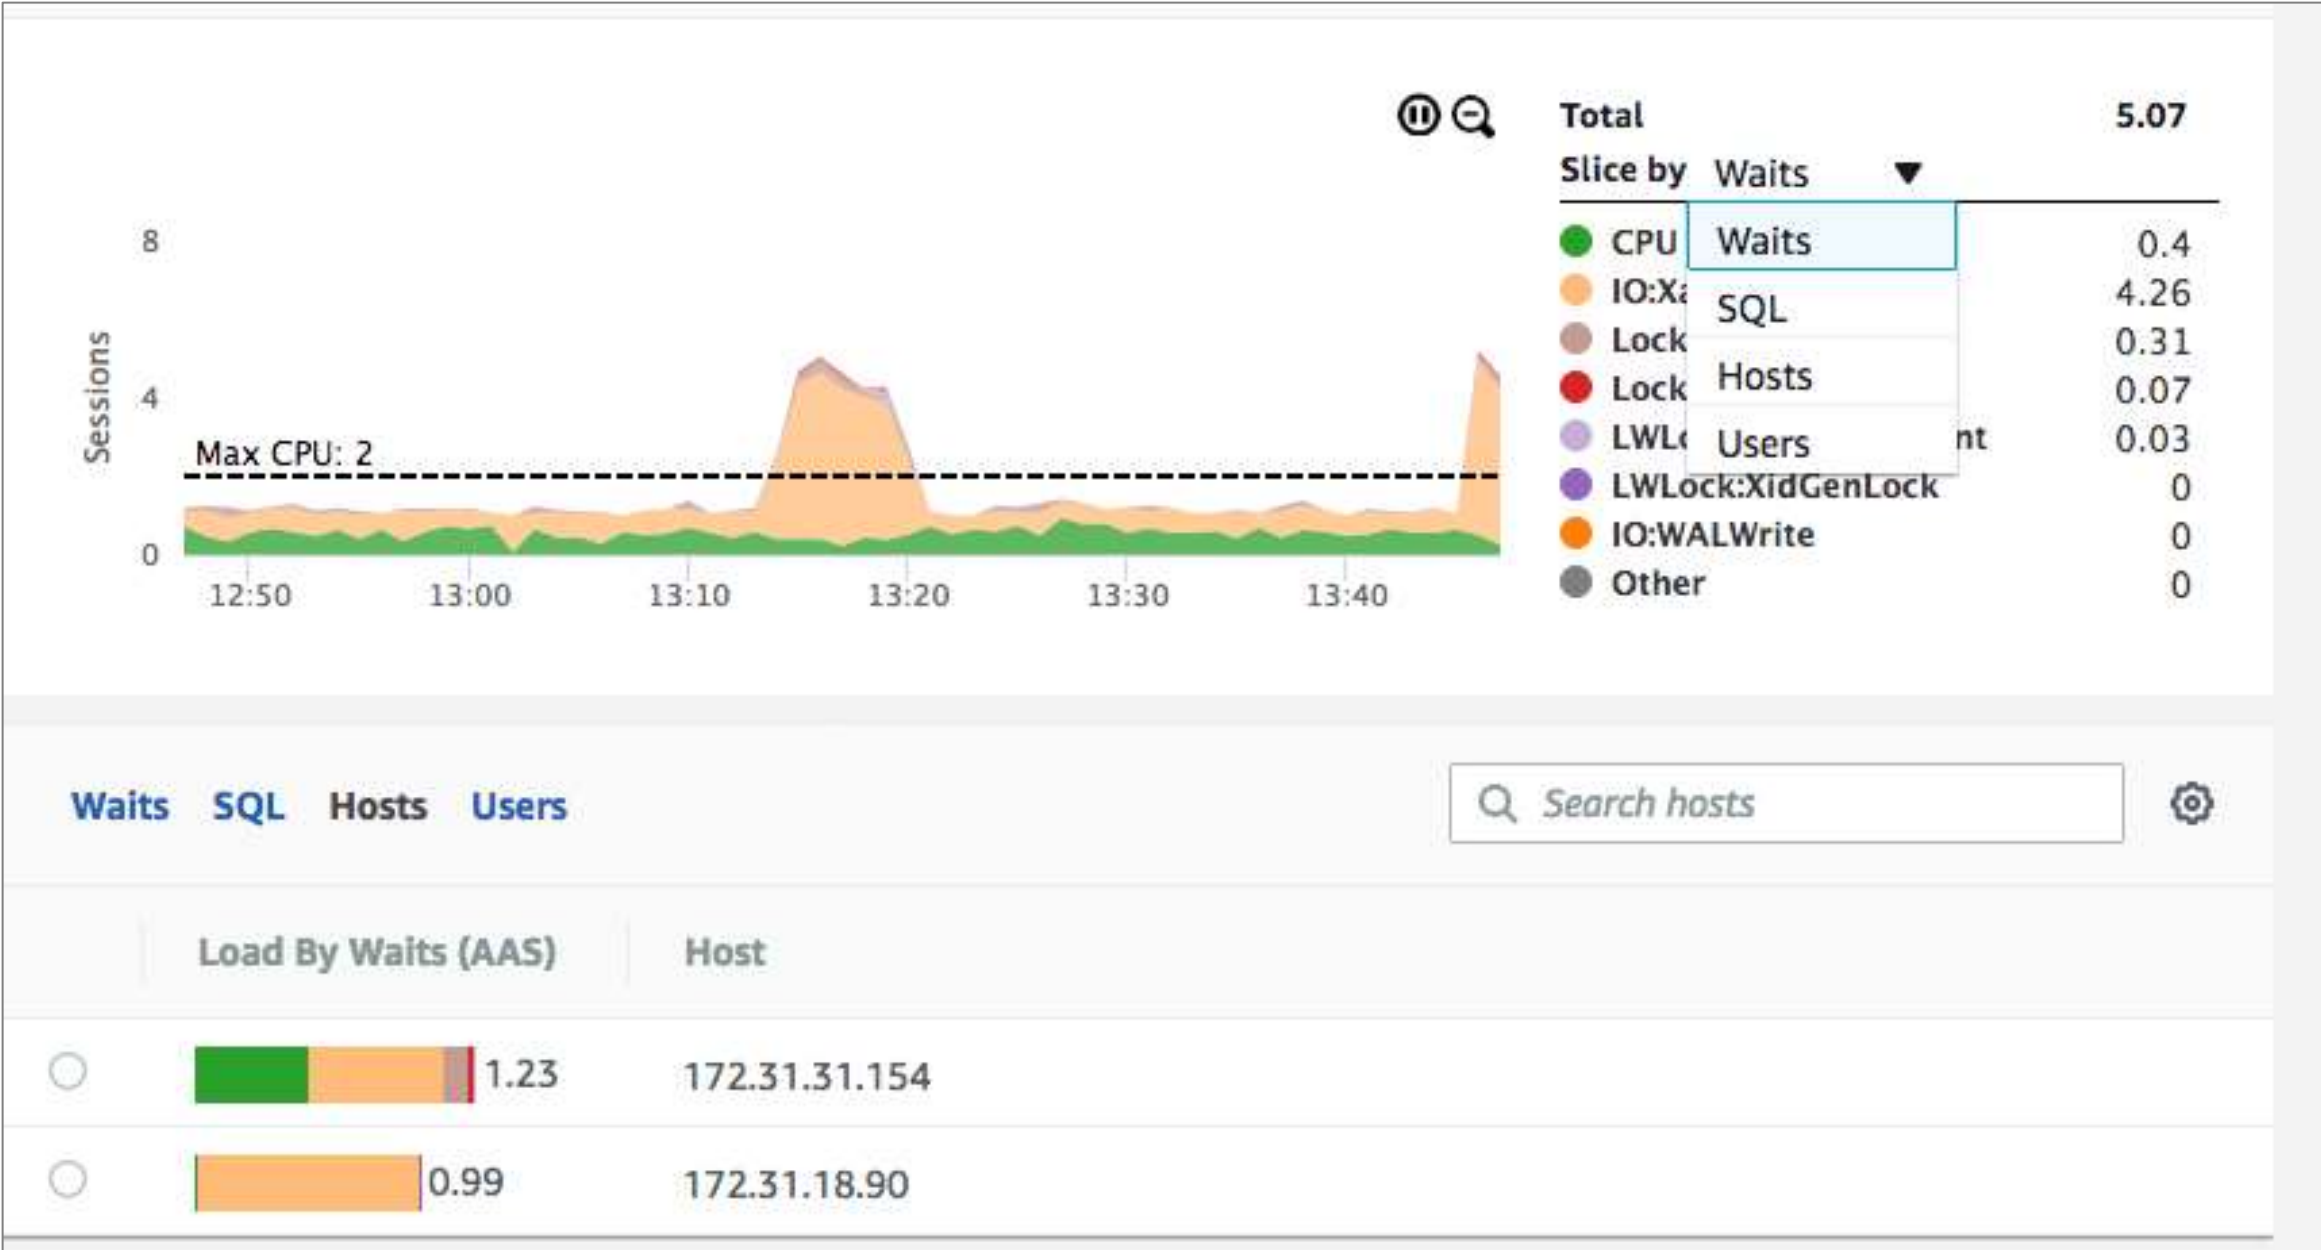 Total 5.07
Slice by Waits
Waits
SQL
Hosts
Users
CPU 0.4
IO:Xa 4.26
Lock 0.31
Lock 0.07
LWLo nt 0.03
LWLock:XidGenLock 0
IO:WALWrite 0
Other 0
Sessions
8
4
0
Max CPU: 2
12:50 13:00 13:10 13:20 13:30 13:40
Waits SQL Hosts Users
Search hosts
Load By Waits (AAS) Host
1.23 172.31.31.154
0.99 172.31.18.90